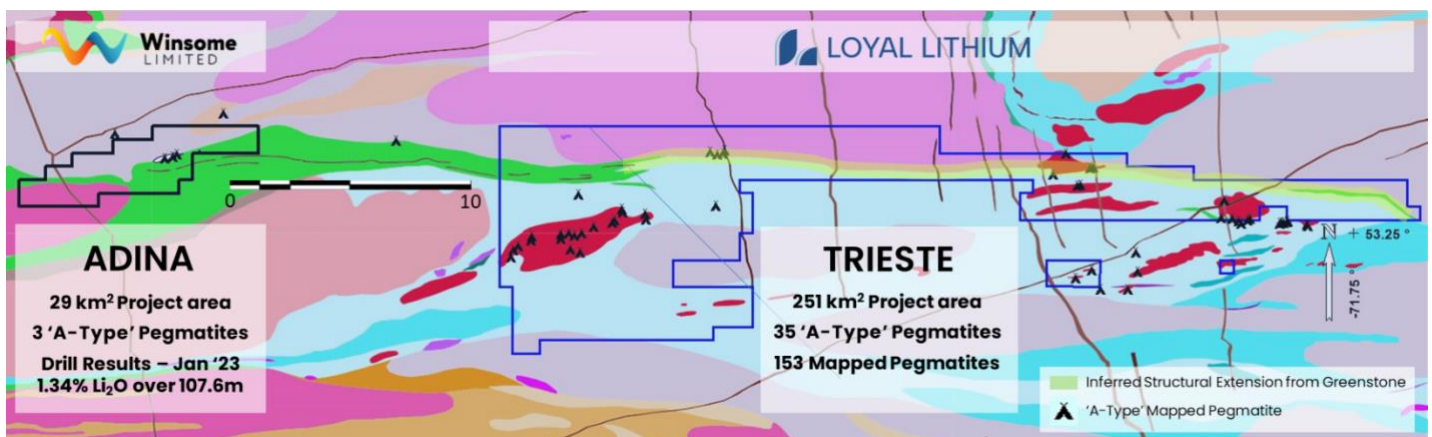 Winsome
LIMITED
LOYAL LITHIUM
0
10
ADINA
29 km² Project area
3 'A-Type' Pegmatites
Drill Results – Jan '23
1.34% Li₂O over 107.6m
TRIESTE
251 km² Project area
35 'A-Type' Pegmatites
153 Mapped Pegmatites
N
+ 53.25 °
-71.75 °
Inferred Structural Extension from Greenstone
'A-Type' Mapped Pegmatite